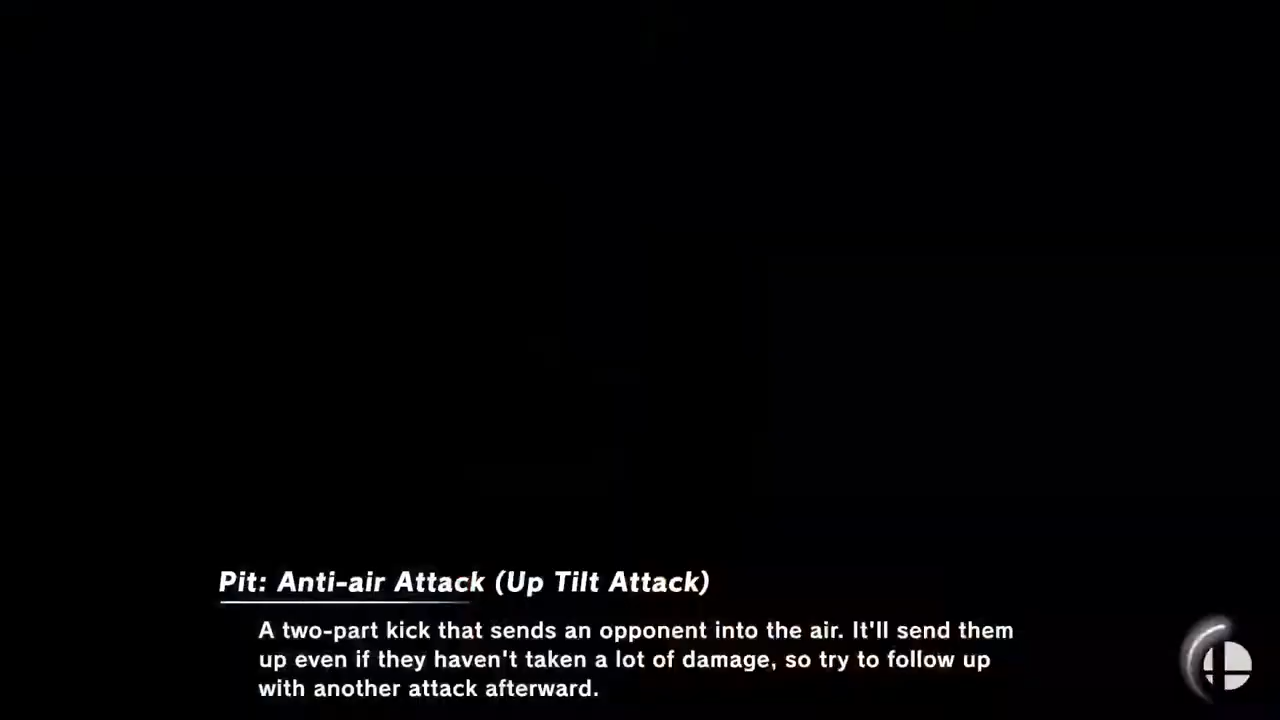 Pit: Anti-air Attack (Up Tilt Attack)
A two-part kick that sends an opponent into the air. It'll send them
up even if they haven't taken a lot of damage, so try to follow up
with another attack afterward.